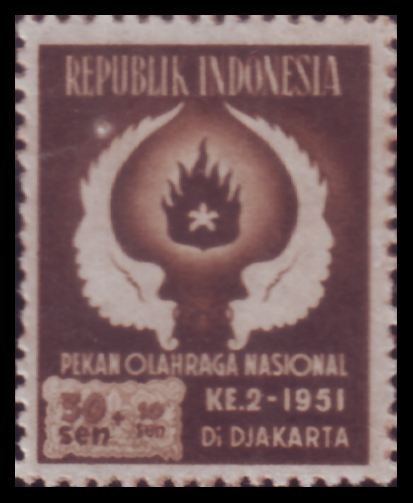 REPUBLIK INDONESIA
PEKAN OLAHRAGA NASIONAL
KE.2-1951
Di DJAKARTA
30 + 10
sen sen